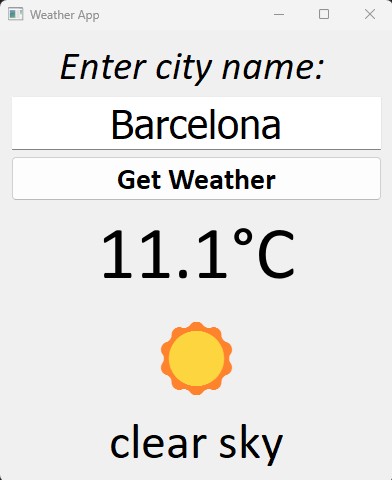 Weather App
Enter city name:
Barcelona
Get Weather
11.1°C
clear sky